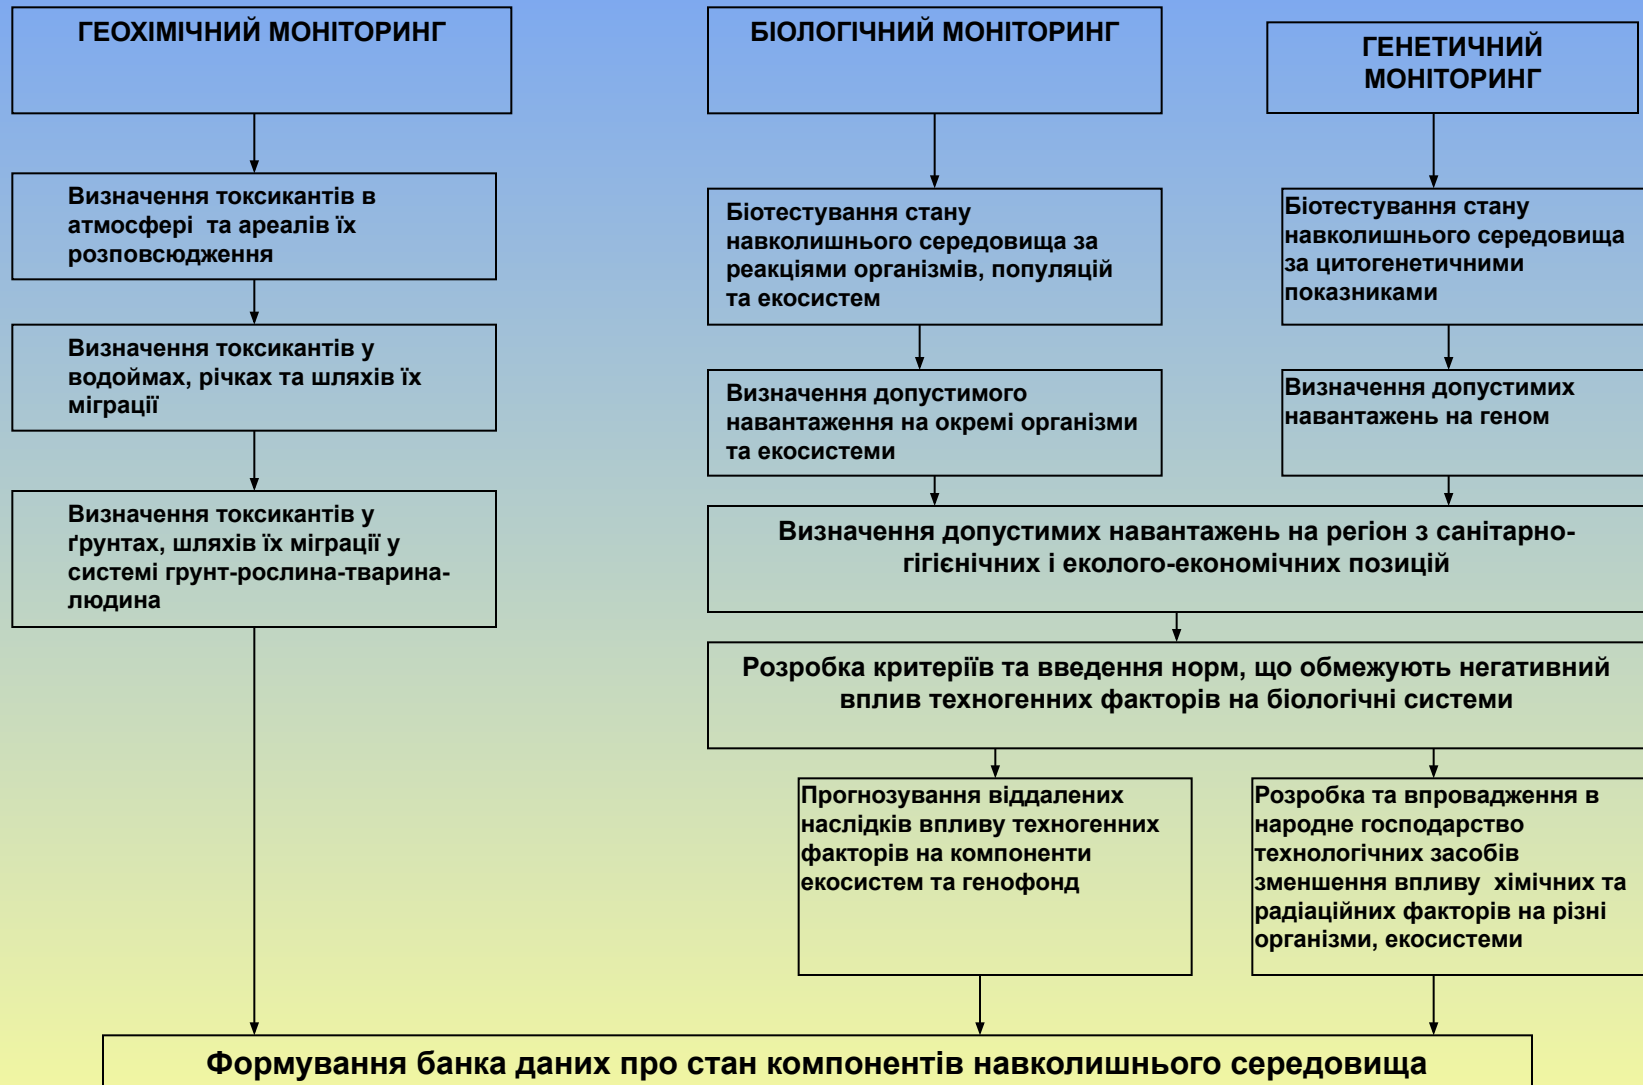 ГЕОХІМІЧНИЙ МОНІТОРИНГ
БІОЛОГІЧНИЙ МОНІТОРИНГ
ГЕНЕТИЧНИЙ
МОНІТОРИНГ
Визначення токсикантів в
атмосфері та ареалів їх
розповсюдження
Біотестування стану
навколишнього середовища за
реакціями організмів, популяцій
та екосистем
Біотестування стану
навколишнього середовища
за цитогенетичними
показниками
Визначення токсикантів у
водоймах, річках та шляхів їх
міграції
Визначення допустимого
навантаження на окремі організми
та екосистеми
Визначення допустимих
навантажень на геном
Визначення токсикантів у
ґрунтах, шляхів їх міграції у
системі грунт-рослина-тварина-
людина
Визначення допустимих навантажень на регіон з санітарно-
гігієнічних і еколого-економічних позицій
Розробка критеріїв та введення норм, що обмежують негативний
вплив техногенних факторів на біологічні системи
Прогнозування віддалених
наслідків впливу техногенних
факторів на компоненти
екосистем та генофонд
Розробка та впровадження в
народне господарство
технологічних засобів
зменшення впливу хімічних та
радіаційних факторів на різні
організми, екосистеми
Формування банка даних про стан компонентів навколишнього середовища